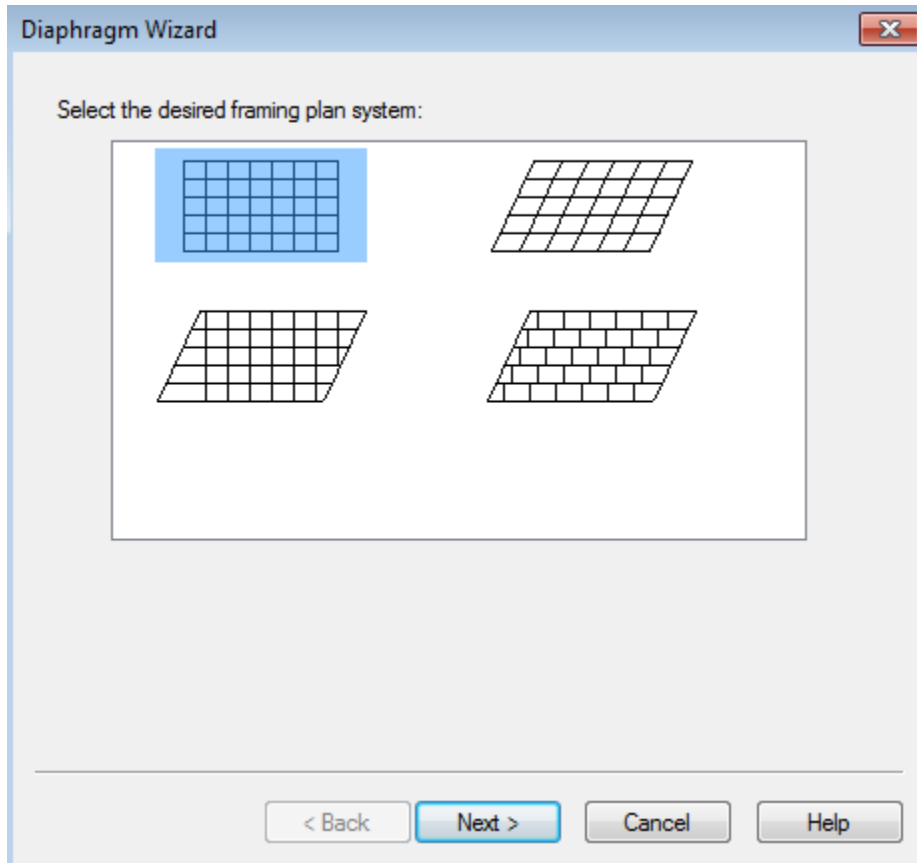 Diaphragm Wizard
Select the desired framing plan system:
< Back Next > Cancel Help